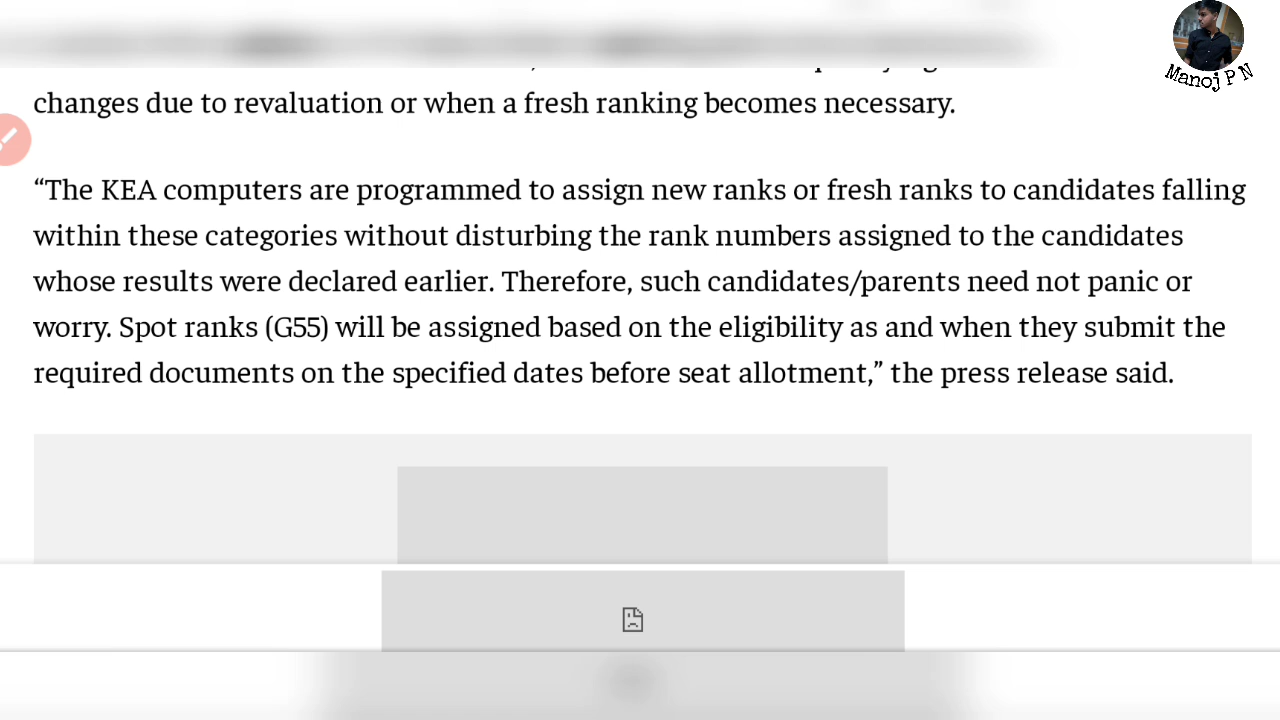 Manoj P N
changes due to revaluation or when a fresh ranking becomes necessary.
“The KEA computers are programmed to assign new ranks or fresh ranks to candidates falling
within these categories without disturbing the rank numbers assigned to the candidates
whose results were declared earlier. Therefore, such candidates/parents need not panic or
worry. Spot ranks (G55) will be assigned based on the eligibility as and when they submit the
required documents on the specified dates before seat allotment,” the press release said.